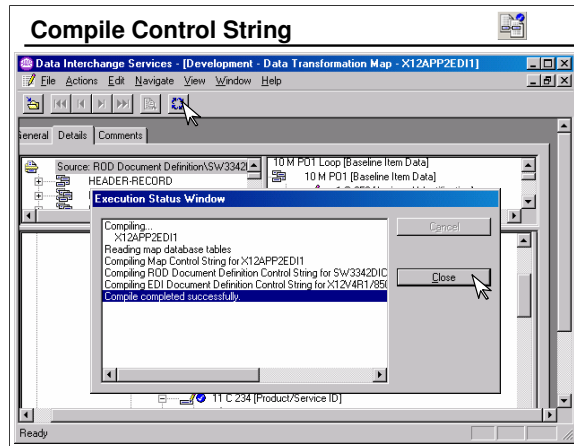 Compile Control String
Data Interchange Services - [Development - Data Transformation Map - X12APP2EDI1]
File Actions Edit Navigate View Window Help
General Details Comments
Source: ROD Document Definition\SW3342
HEADER-RECORD
10 M PO1 Loop [Baseline Item Data]
10 M PO1 [Baseline Item Data]
Execution Status Window
Compiling...
X12APP2EDI1
Reading map database tables
Compiling Map Control String for X12APP2EDI1
Compiling ROD Document Definition Control String for SW3342DIC
Compiling EDI Document Definition Control String for X12V4R1/850
Compile completed successfully.
Cancel
Close
11 C 234 [Product/Service ID]
Ready